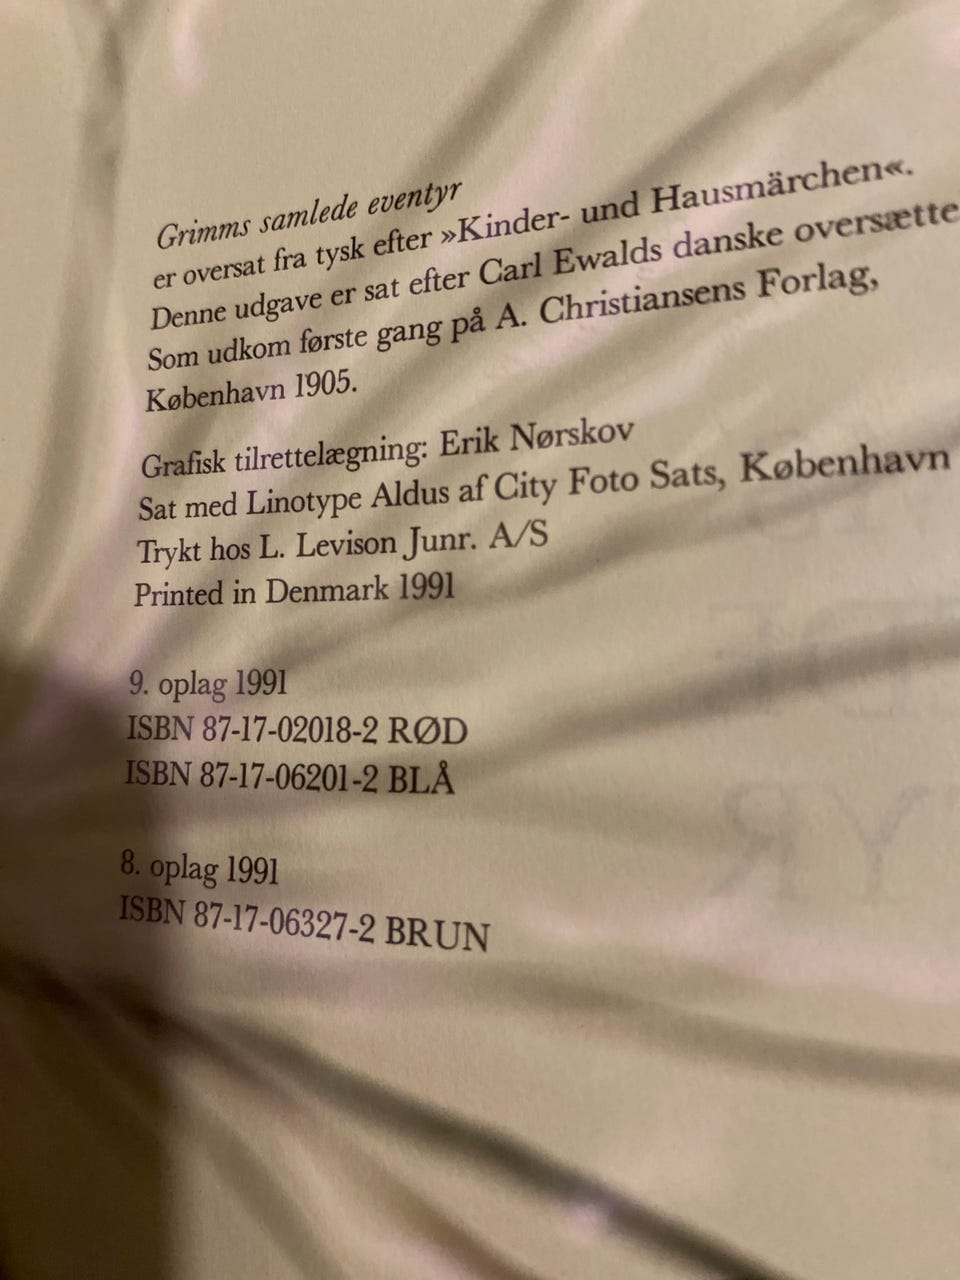 Grimms samlede eventyr
er oversat fra tysk efter »Kinder- und Hausmärchen«.
Denne udgave er sat efter Carl Ewalds danske oversætte
Som udkom første gang på A. Christiansens Forlag,
København 1905.
Grafisk tilrettelægning: Erik Nørskov
Sat med Linotype Aldus af City Foto Sats, København
Trykt hos L. Levison Junr. A/S
Printed in Denmark 1991
9. oplag 1991
ISBN 87-17-02018-2 RØD
ISBN 87-17-06201-2 BLÅ
8. oplag 1991
ISBN 87-17-06327-2 BRUN